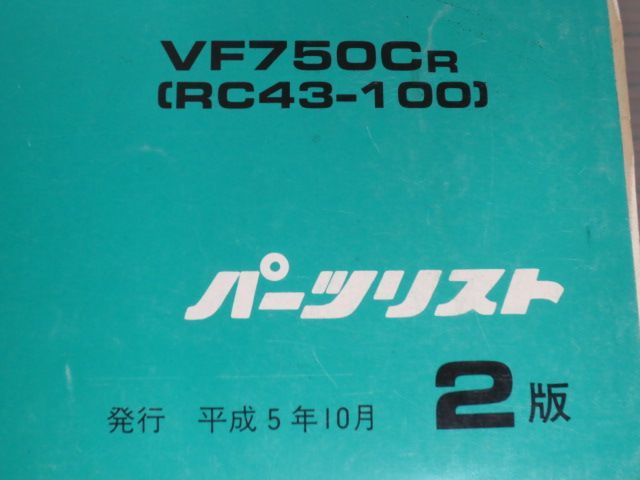 VF750CR
(RC43-100)
パーツリスト
発行 平成5年10月 2版